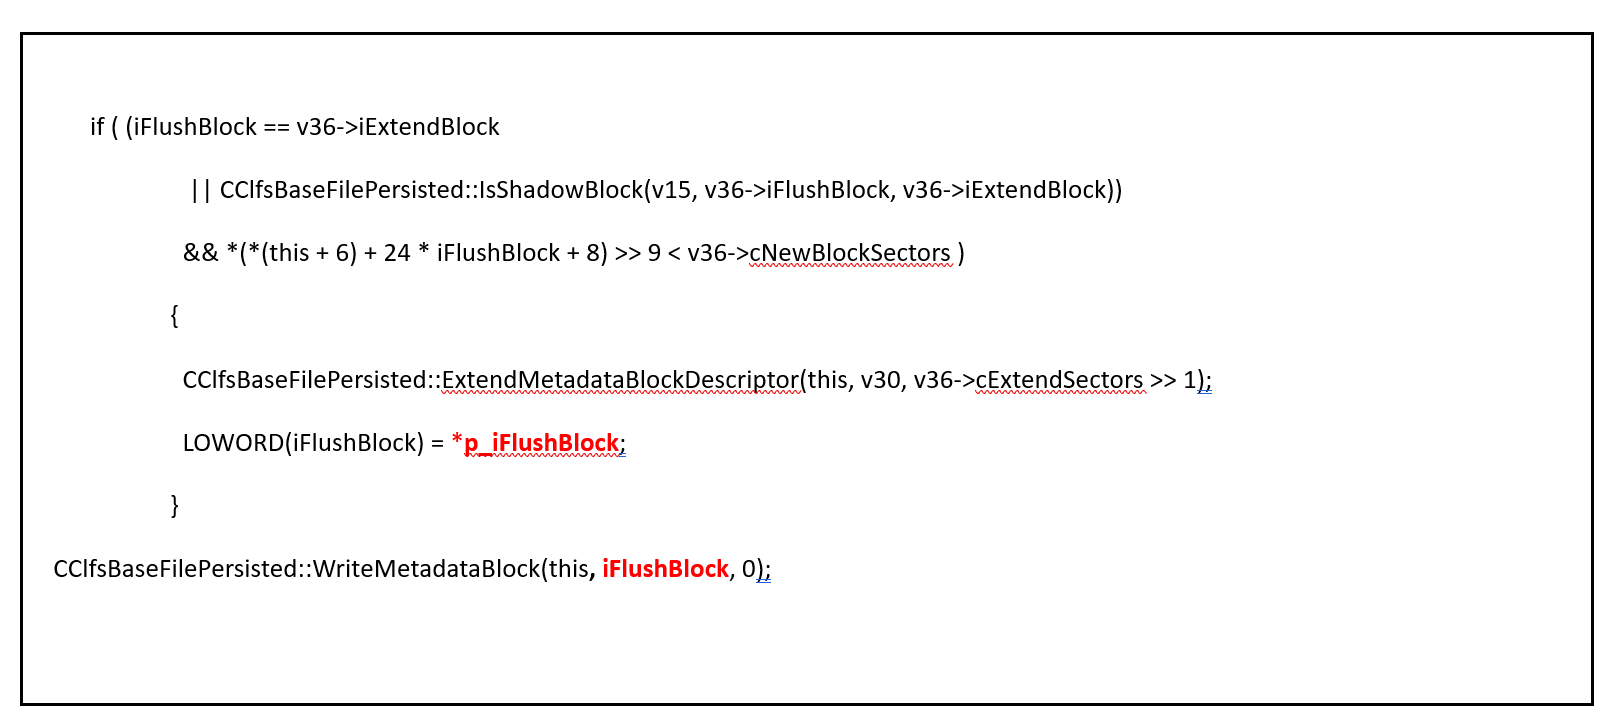 if ( (iFlushBlock == v36->iExtendBlock
|| CClfsBaseFilePersisted::IsShadowBlock(v15, v36->iFlushBlock, v36->iExtendBlock))
&& *(*(this + 6) + 24 * iFlushBlock + 8) >> 9 < v36->cNewBlockSectors )
{
CClfsBaseFilePersisted::ExtendMetadataBlockDescriptor(this, v30, v36->cExtendSectors >> 1);
LOWORD(iFlushBlock) = *p_iFlushBlock;
}
CClfsBaseFilePersisted::WriteMetadataBlock(this, iFlushBlock, 0);